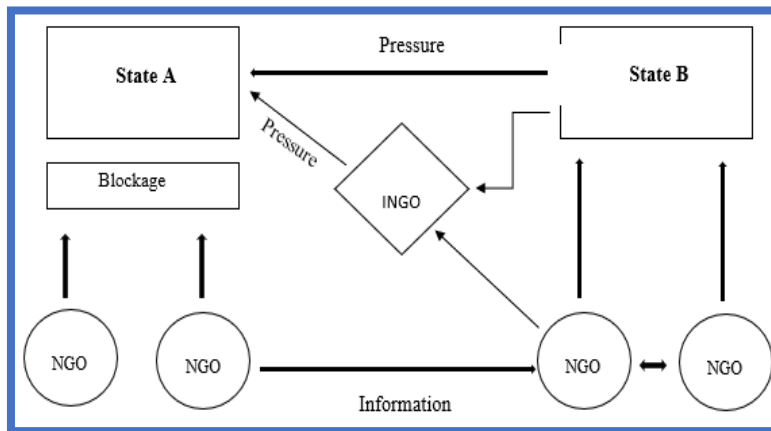 Pressure
State A
State B
Pressure
Blockage
INGO
NGO
NGO
NGO
NGO
Information